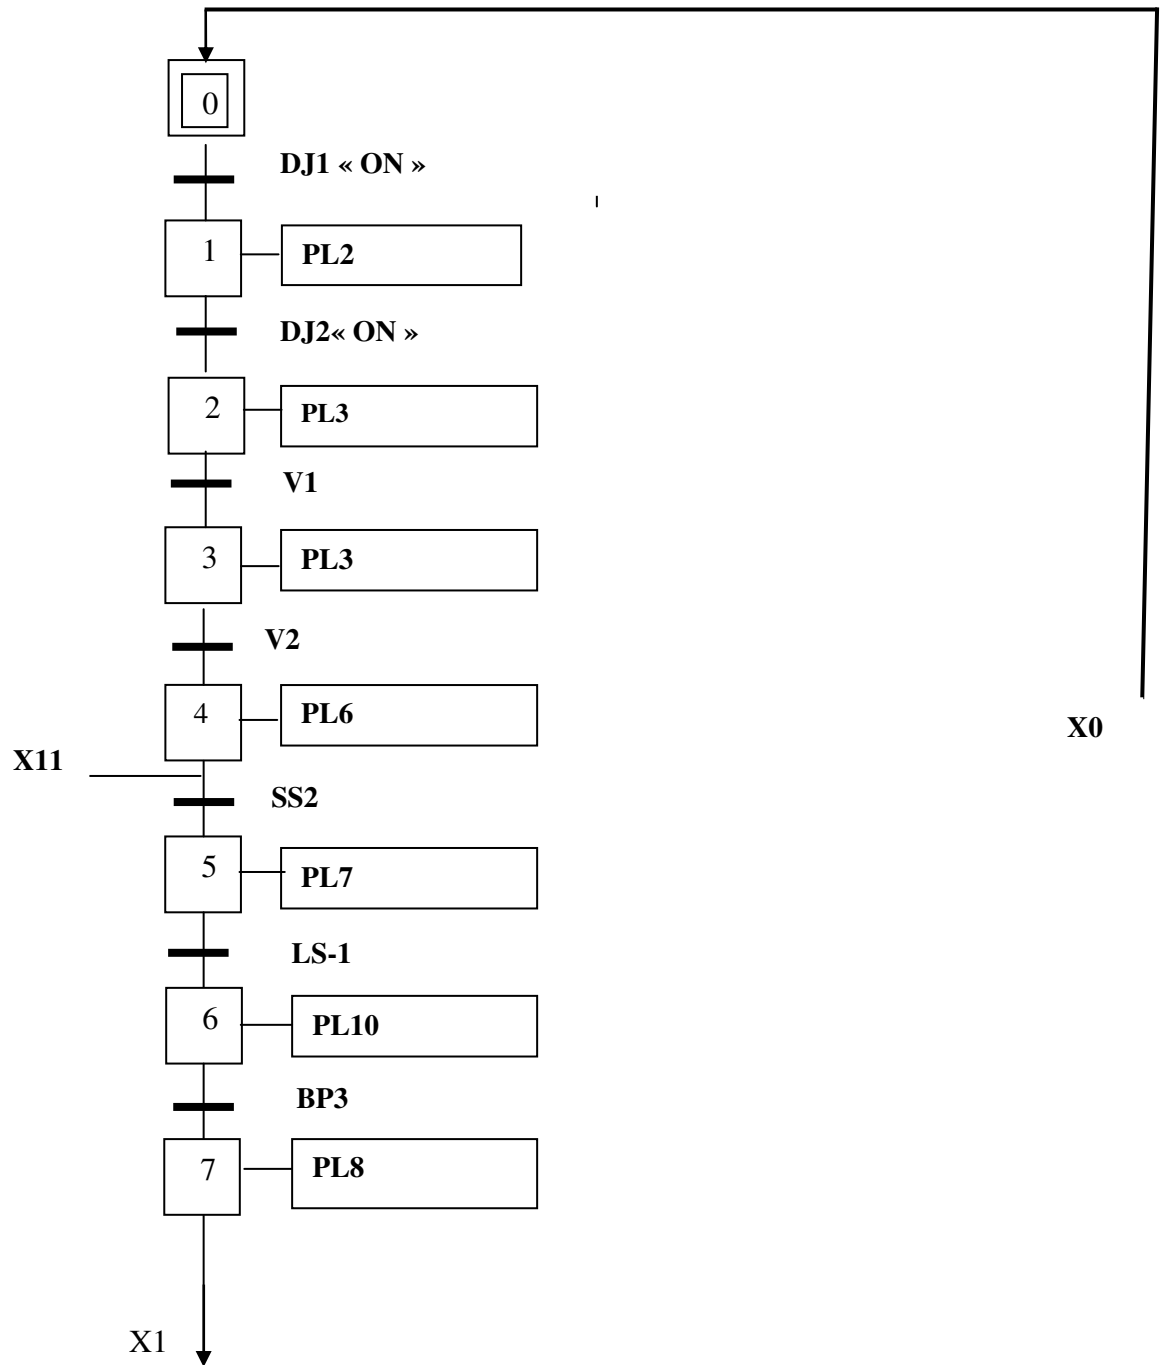 0
DJ1 « ON »
1
PL2
DJ2« ON »
2
PL3
V1
3
PL3
V2
4
PL6
X0
X11
SS2
5
PL7
LS-1
6
PL10
BP3
7
PL8
X1